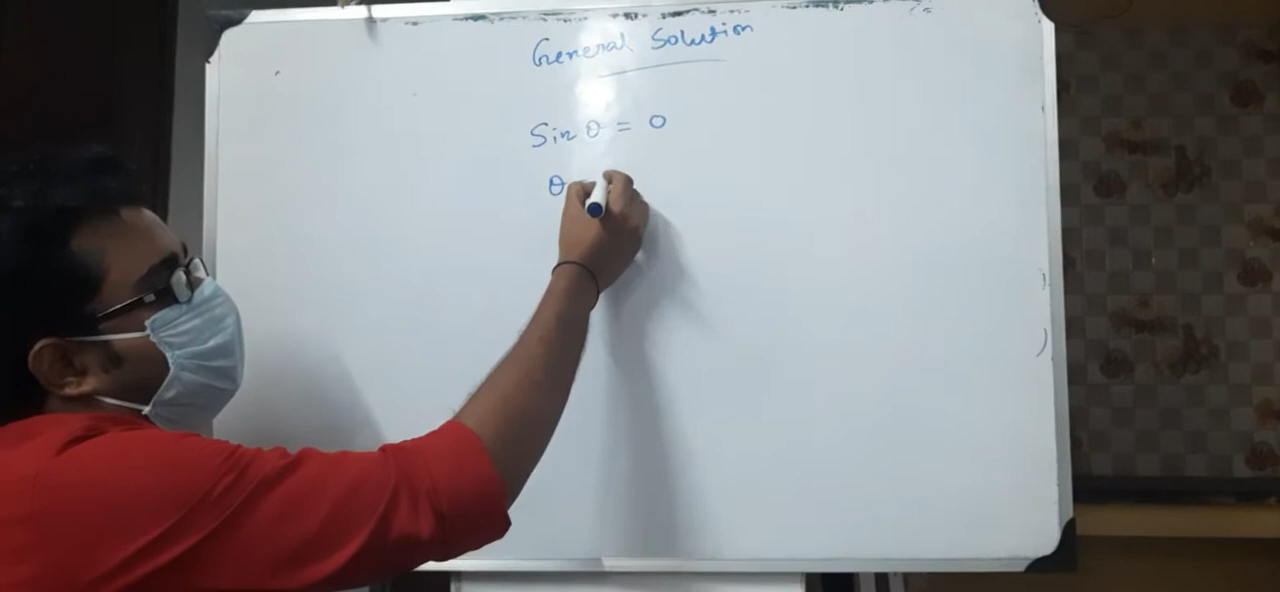 General Solution
Sin θ = 0
θ